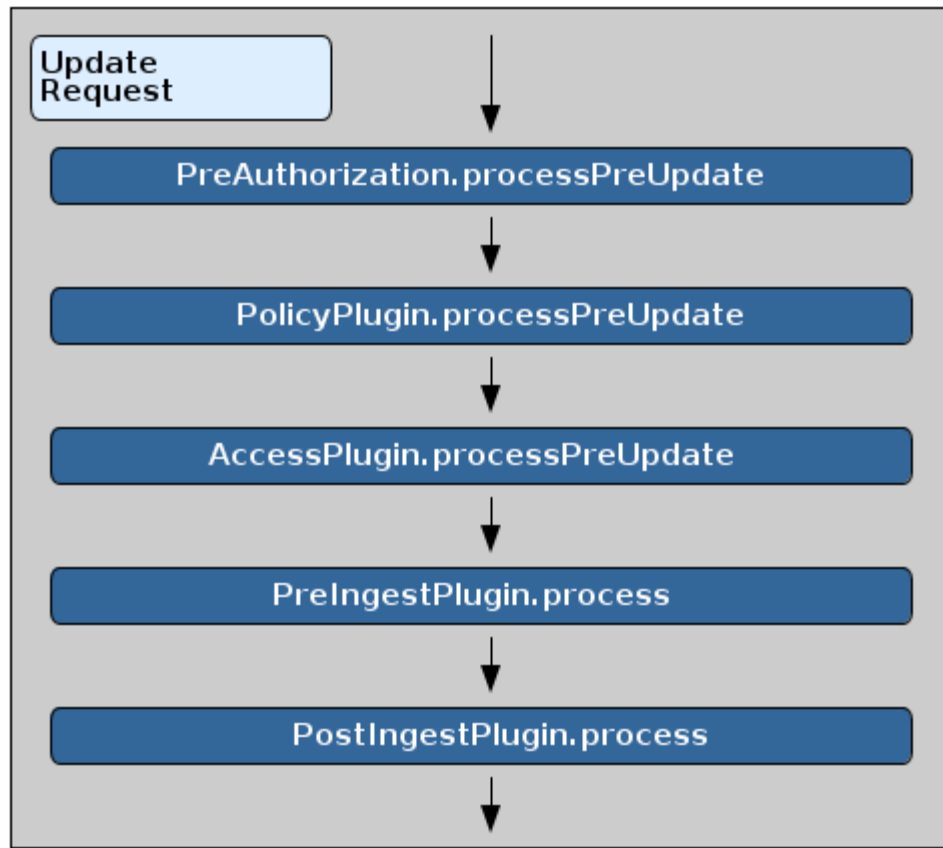 Update
Request
PreAuthorization.processPreUpdate
PolicyPlugin.processPreUpdate
AccessPlugin.processPreUpdate
PreIngestPlugin.process
PostIngestPlugin.process